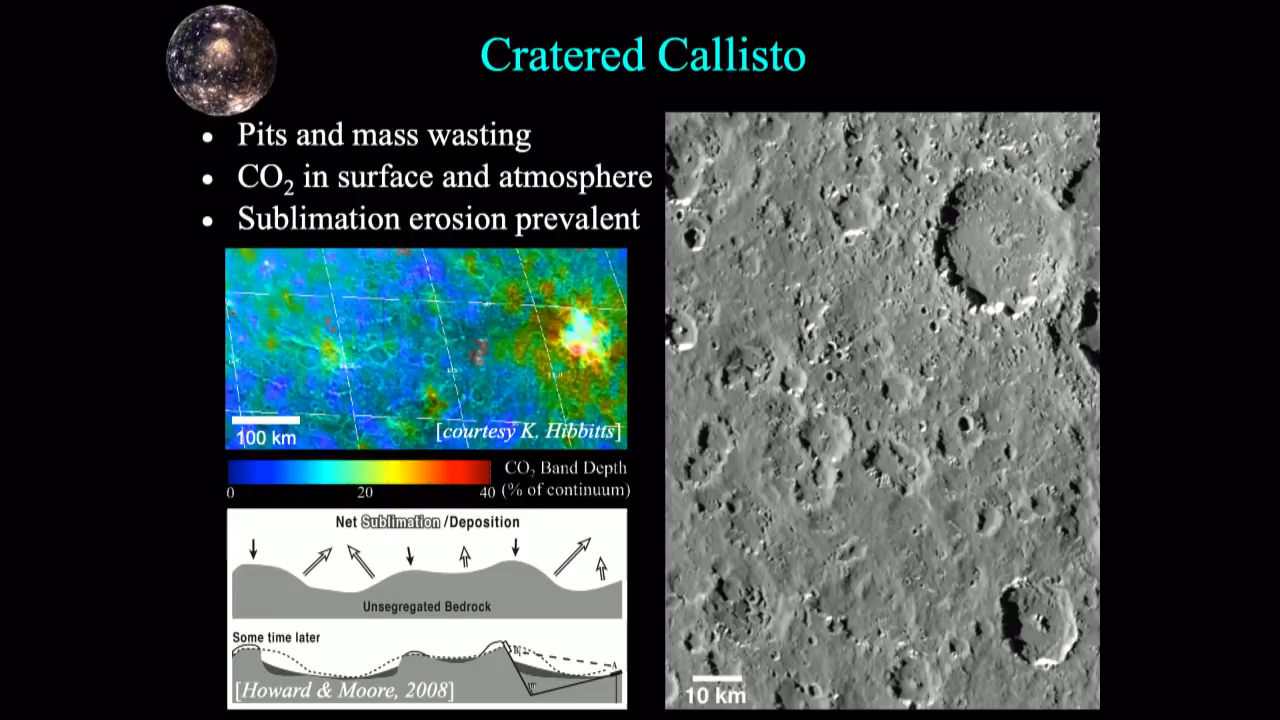 Cratered Callisto
• Pits and mass wasting
• CO₂ in surface and atmosphere
• Sublimation erosion prevalent
100 km
[courtesy K. Hibbitts]
CO₂ Band Depth
0 20 40 (% of continuum)
Net Sublimation /Deposition
Unsegregated Bedrock
Some time later
[Howard & Moore, 2008]
10 km